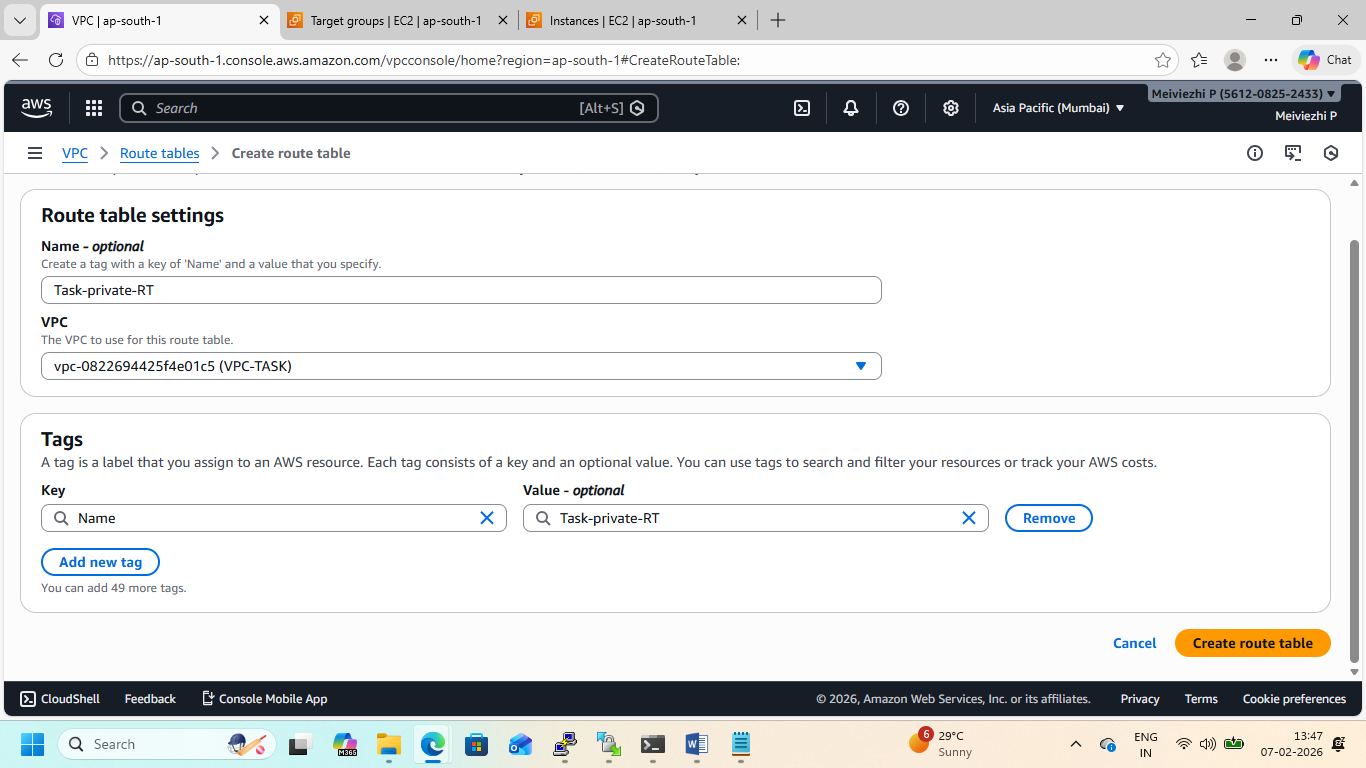 VPC | ap-south-1
Target groups | EC2 | ap-south-1
Instances | EC2 | ap-south-1
https://ap-south-1.console.aws.amazon.com/vpcconsole/home?region=ap-south-1#CreateRouteTable:
Chat
aws
Search
[Alt+S]
Asia Pacific (Mumbai)
Meiviezhi P (5612-0825-2433)
Meiviezhi P
VPC
Route tables
Create route table
Route table settings
Name - optional
Create a tag with a key of 'Name' and a value that you specify.
Task-private-RT
VPC
The VPC to use for this route table.
vpc-0822694425f4e01c5 (VPC-TASK)
Tags
A tag is a label that you assign to an AWS resource. Each tag consists of a key and an optional value. You can use tags to search and filter your resources or track your AWS costs.
Key
Value - optional
Name
Task-private-RT
Remove
Add new tag
You can add 49 more tags.
Cancel
Create route table
CloudShell
Feedback
Console Mobile App
© 2026, Amazon Web Services, Inc. or its affiliates.
Privacy
Terms
Cookie preferences
Search
M365
6
29°C
Sunny
ENG
IN
13:47
07-02-2026